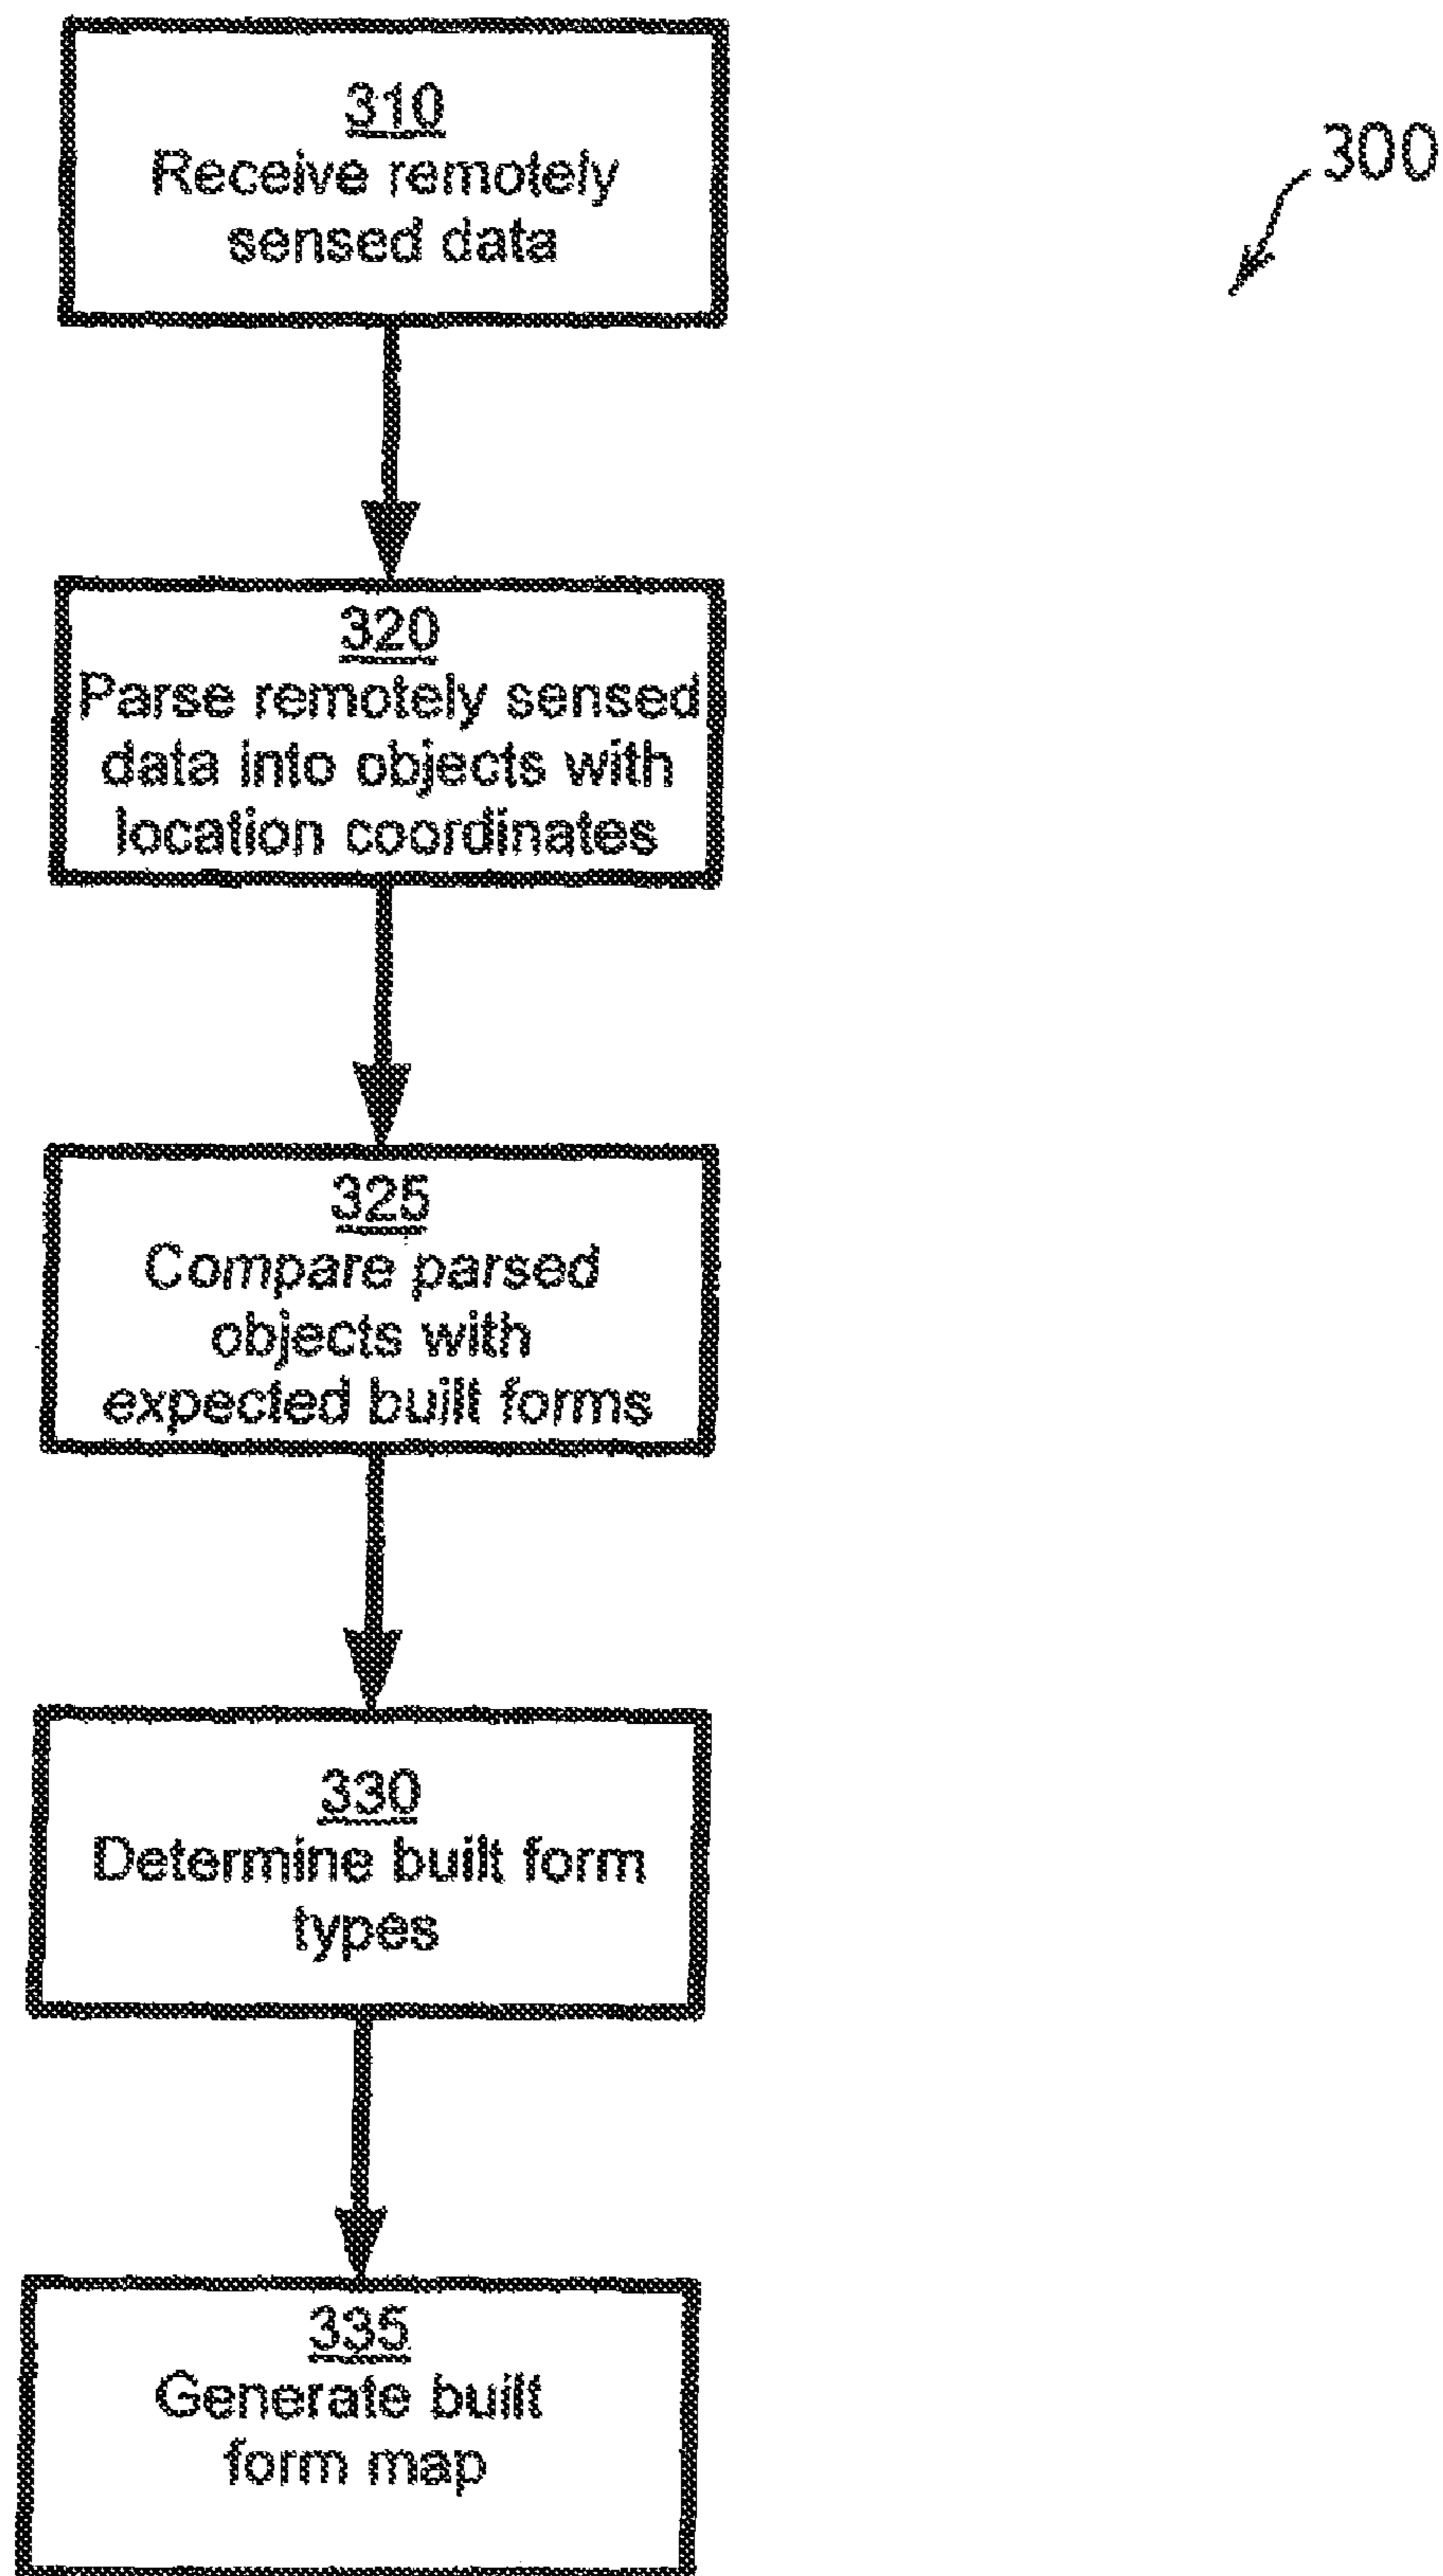 310
Receive remotely
sensed data
300
320
Parse remotely sensed
data into objects with
location coordinates
325
Compare parsed
objects with
expected built forms
330
Determine built form
types
335
Generate built
form map